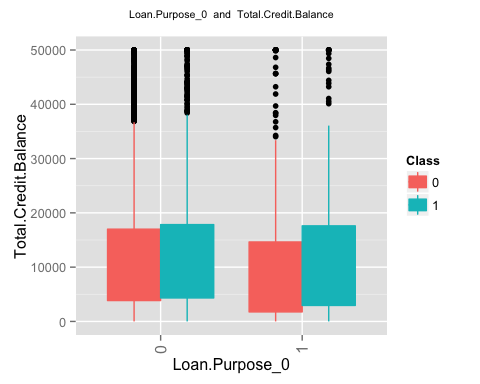 Loan.Purpose_0 and Total.Credit.Balance
50000
40000
30000
20000
10000
0
Total.Credit.Balance
0
1
Loan.Purpose_0
Class
0
1